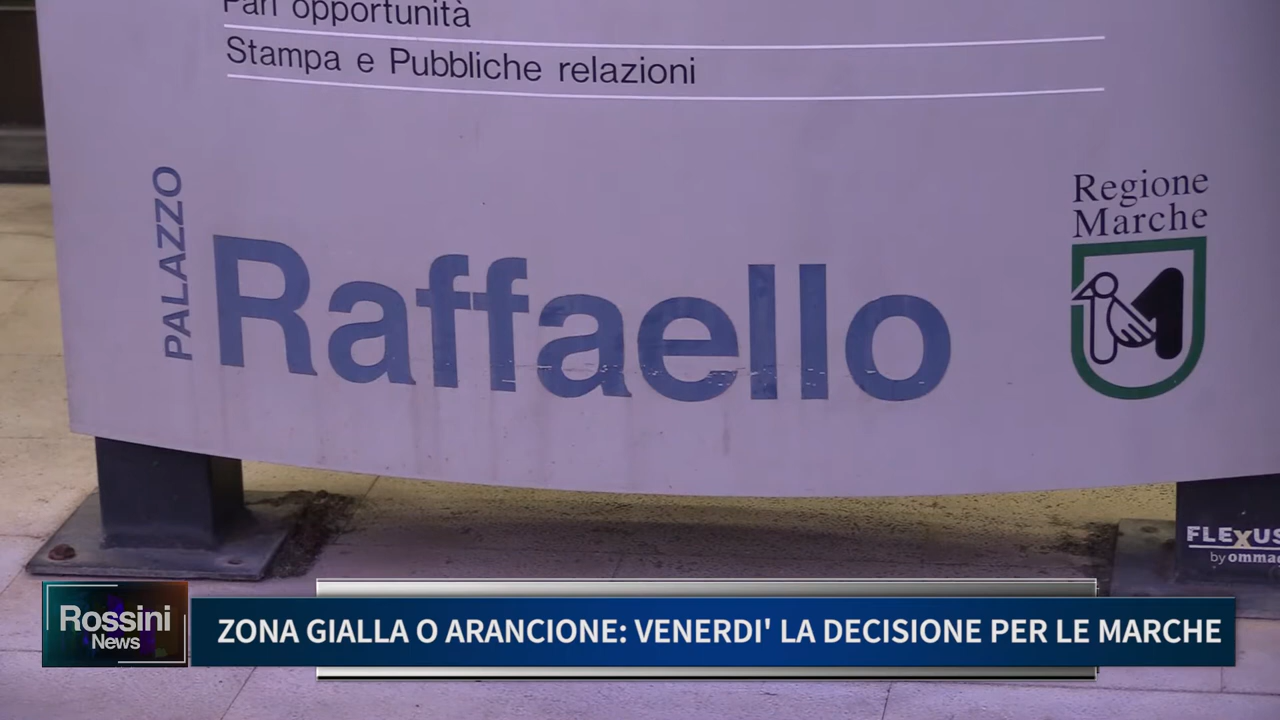 Pari opportunità
Stampa e Pubbliche relazioni
PALAZZO
Raffaello
Regione
Marche
FLEXUS
by
Rossini
News
ZONA GIALLA O ARANCIONE: VENERDI' LA DECISIONE PER LE MARCHE